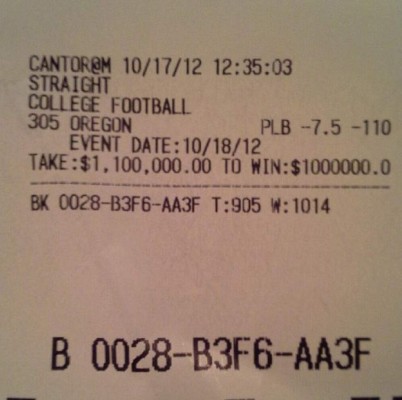 CANTOR@M 10/17/12 12:35:03
STRAIGHT
COLLEGE FOOTBALL
305 OREGON PLB -7.5 -110
EVENT DATE:10/18/12
TAKE:$1,100,000.00 TO WIN:$1000000.0
BK 0028-B3F6-AA3F T:905 W:1014
B 0028-B3F6-AA3F